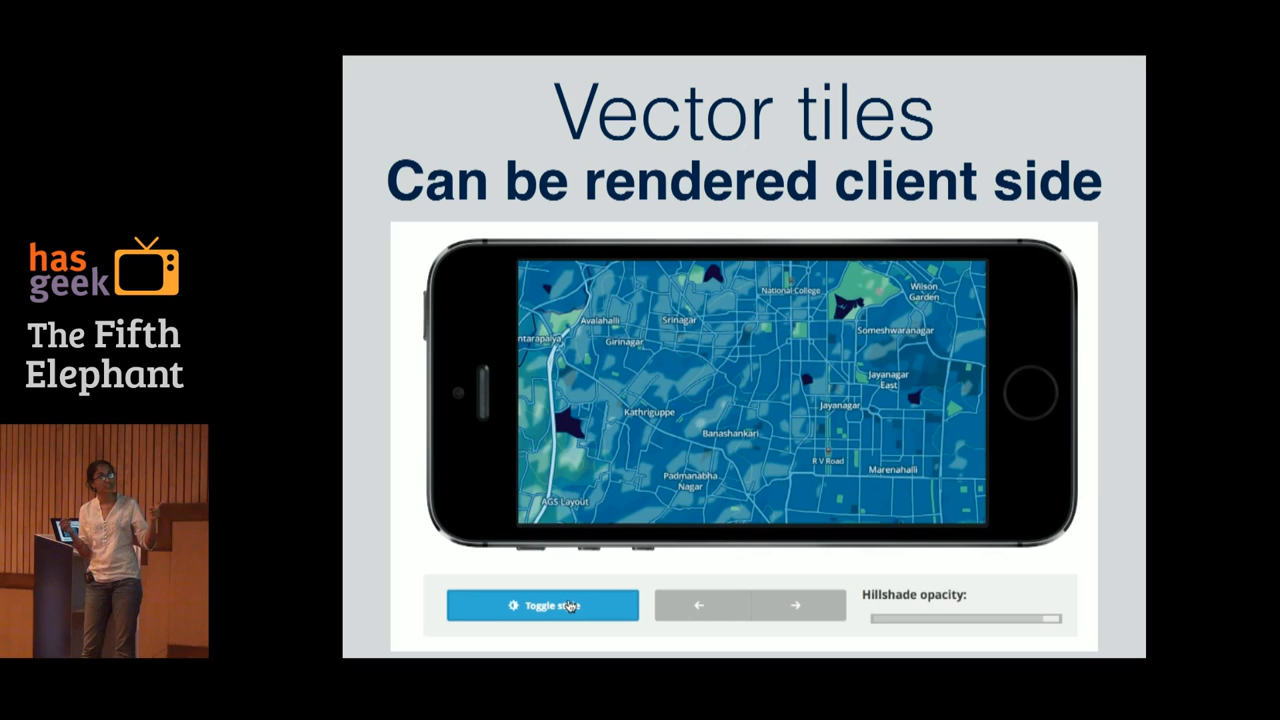 Vector tiles
Can be rendered client side
has
geek
The Fifth
Elephant
National College
Wilson
Garden
Avalahalli
Srinagar
Someshwaranagar
ntarapalya
Girinagar
Jayanagar
East
Kathriguppe
Jayanagar
Banashankari
R V Road
Marenahalli
Padmanabha
Nagar
AGS Layout
Toggle
Hillshade opacity: